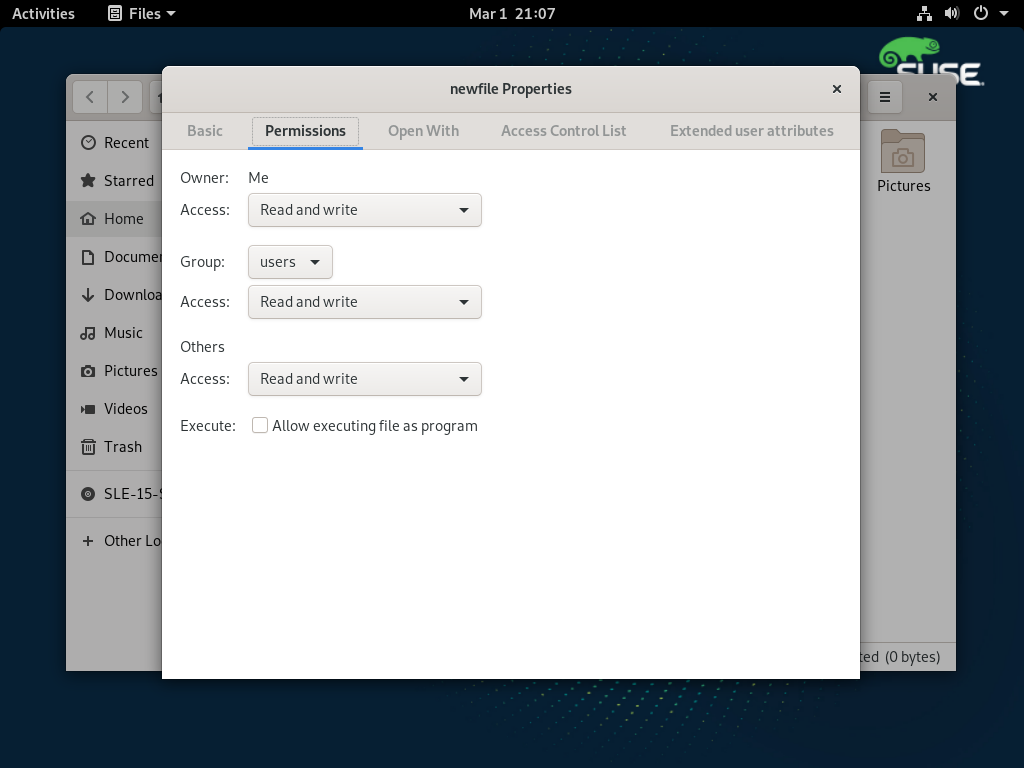 Activities Files Mar 1 21:07
SUSE
newfile Properties
Basic Permissions Open With Access Control List Extended user attributes
Recent
Starred
Home
Documen
Downloa
Music
Pictures
Videos
Trash
SLE-15-S
Other Lo
Owner: Me
Access: Read and write
Group: users
Access: Read and write
Others
Access: Read and write
Execute: Allow executing file as program
Pictures
ted (0 bytes)